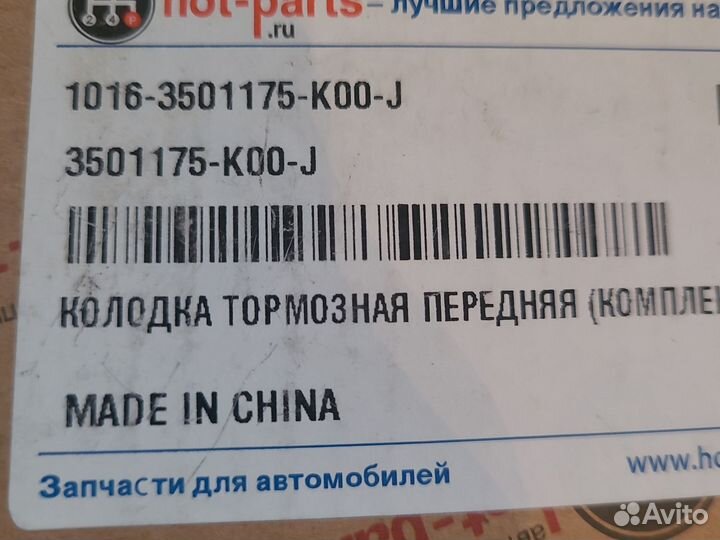 hot-parts – лучшие предложения на
.ru
1016-3501175-K00-J
3501175-K00-J
КОЛОДКА ТОРМОЗНАЯ ПЕРЕДНЯЯ (КОМПЛЕ
MADE IN CHINA
www.ho
Запчасти для автомобилей
Avito